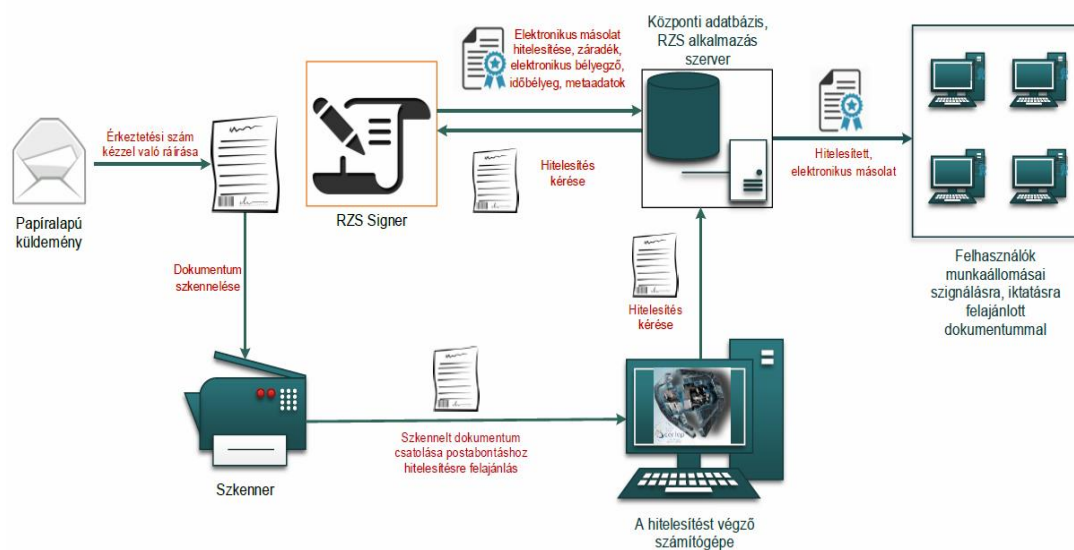 Papíralapú
küldemény
Érkeztetési szám
kézzel való ráírása
RZS Signer
Elektronikus másolat
hitelesítése, záradék,
elektronikus bélyegző,
időbélyeg, metaadatok
Hitelesítés
kérése
Központi adatbázis,
RZS alkalmazás
szerver
Hitelesített,
elektronikus másolat
Felhasználók
munkaállomásai
szignálásra, iktatásra
felajánlott
dokumentummal
Dokumentum
szkennelése
Szkenner
Szkennelt dokumentum
csatolása postabontáshoz
hitelesítésre felajánlás
Hitelesítés
kérése
A hitelesítést végző
számítógépe